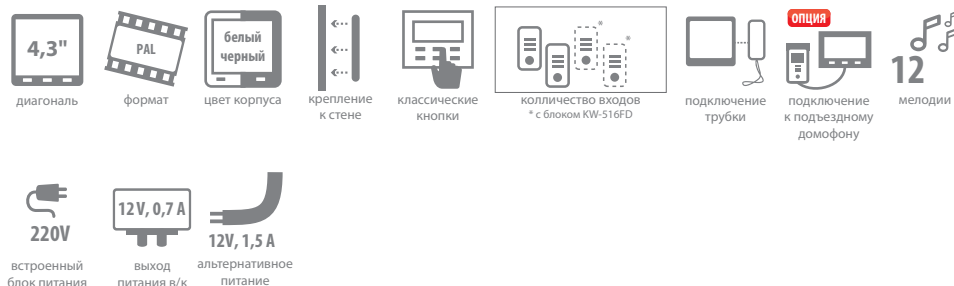 4,3"
диагональ
PAL
формат
белый
черный
цвет корпуса
крепление
к стене
классические
кнопки
*
*
колличество входов
* с блоком KW-516FD
подключение
трубки
опция
подключение
к подъездному
домофону
12
мелодии
220V
встроенный
блок питания
12V, 0,7 A
выход
питания в/к
12V, 1,5 A
альтернативное
питание